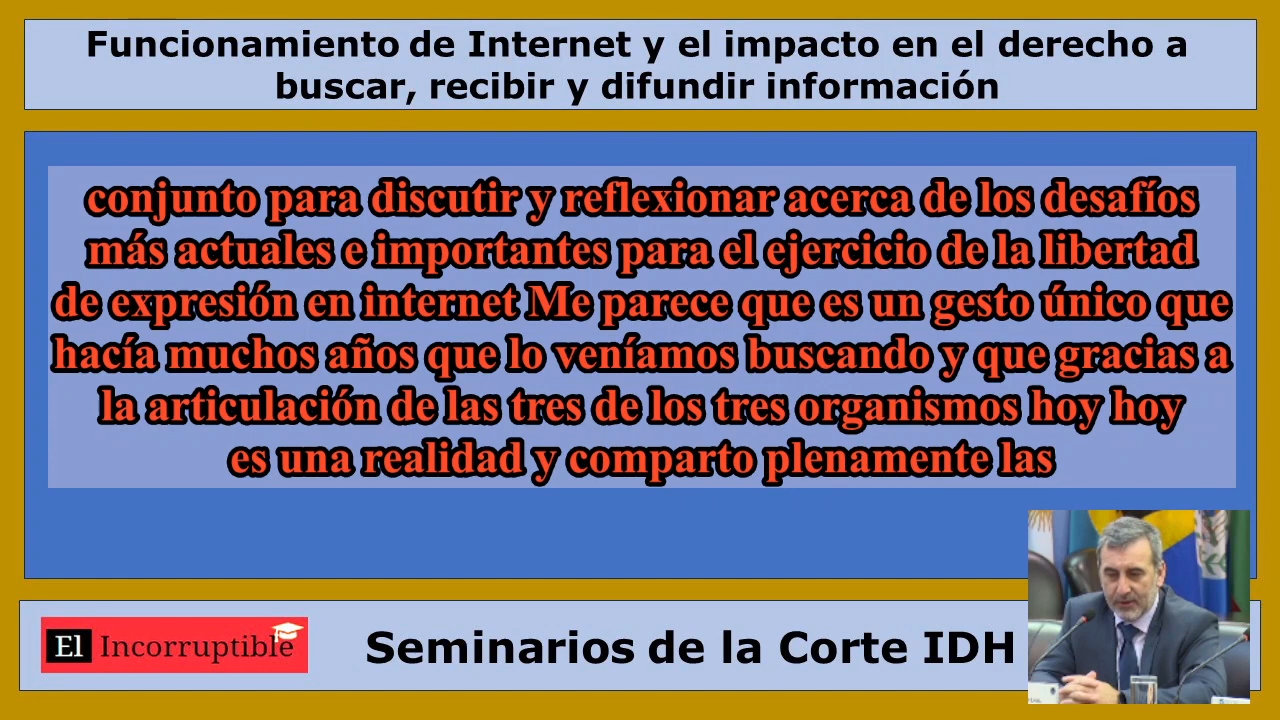 Funcionamiento de Internet y el impacto en el derecho a
buscar, recibir y difundir información
conjunto para discutir y reflexionar acerca de los desafíos
más actuales e importantes para el ejercicio de la libertad
de expresión en internet Me parece que es un gesto único que
hacía muchos años que lo veníamos buscando y que gracias a
la articulación de las tres de los tres organismos hoy hoy
es una realidad y comparto plenamente las
El Incorruptible
Seminarios de la Corte IDH